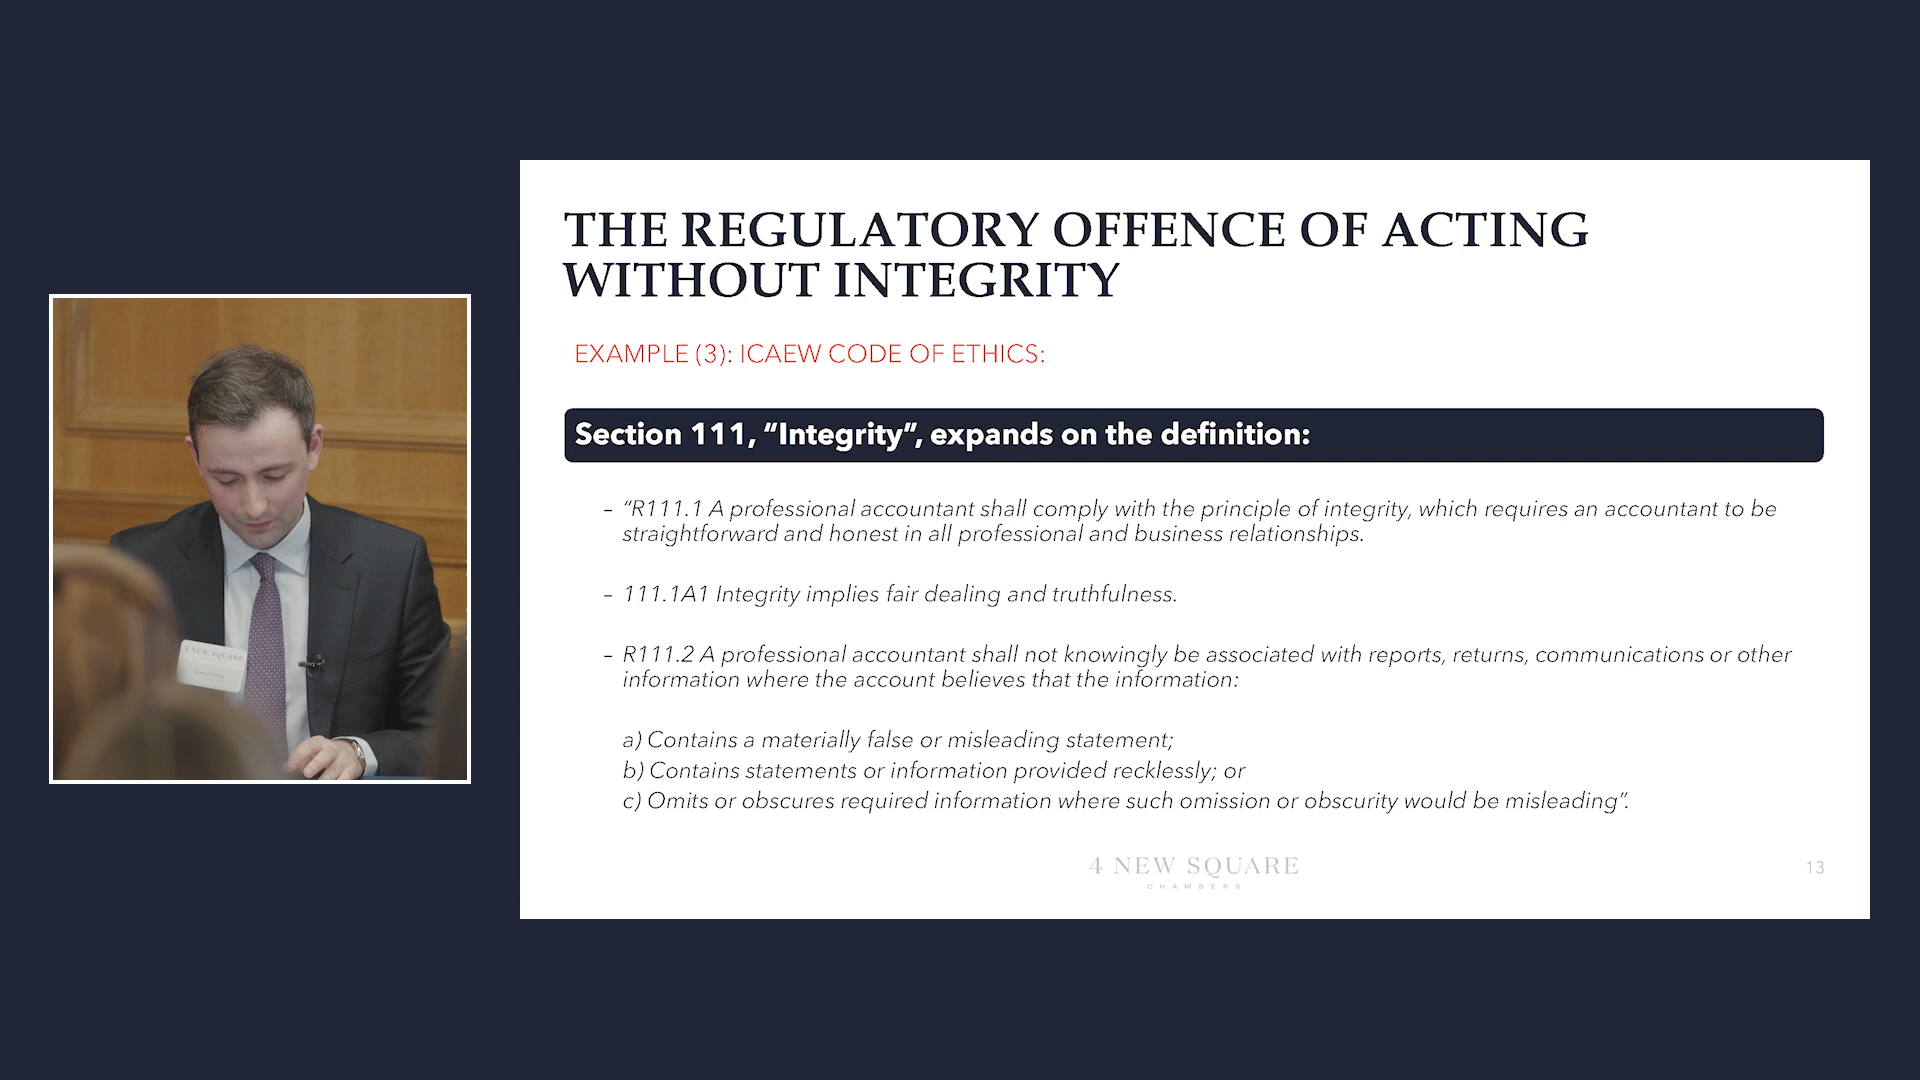 THE REGULATORY OFFENCE OF ACTING
WITHOUT INTEGRITY
EXAMPLE (3): ICAEW CODE OF ETHICS:
Section 111, “Integrity”, expands on the definition:
– “R111.1 A professional accountant shall comply with the principle of integrity, which requires an accountant to be
straightforward and honest in all professional and business relationships.
– 111.1A1 Integrity implies fair dealing and truthfulness.
– R111.2 A professional accountant shall not knowingly be associated with reports, returns, communications or other
information where the account believes that the information:
a) Contains a materially false or misleading statement;
b) Contains statements or information provided recklessly; or
c) Omits or obscures required information where such omission or obscurity would be misleading”.
4 NEW SQUARE
CHAMBERS
13
4 NEW SQUARE